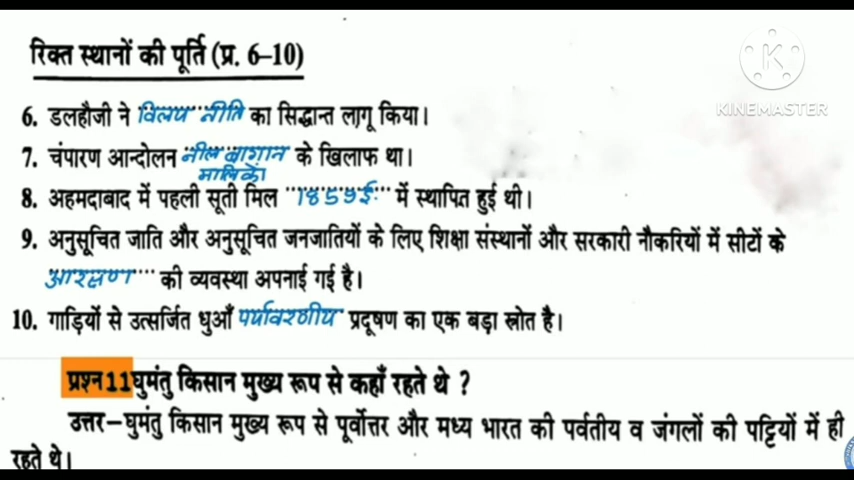 रिक्त स्थानों की पूर्ति (प्र. 6–10)
K
KINEMASTER
6. डलहौजी ने विलय नीति का सिद्धान्त लागू किया।
7. चंपारण आन्दोलन नील बागान के खिलाफ था।
मालिकों
8. अहमदाबाद में पहली सूती मिल 1859ई. में स्थापित हुई थी।
9. अनुसूचित जाति और अनुसूचित जनजातियों के लिए शिक्षा संस्थानों और सरकारी नौकरियों में सीटों के
आरक्षण की व्यवस्था अपनाई गई है।
10. गाड़ियों से उत्सर्जित धुआँ पर्यावरणीय प्रदूषण का एक बड़ा स्रोत है।
प्रश्न11 घुमंतु किसान मुख्य रूप से कहाँ रहते थे ?
उत्तर–घुमंतु किसान मुख्य रूप से पूर्वोत्तर और मध्य भारत की पर्वतीय व जंगलों की पट्टियों में ही
रहते थे।